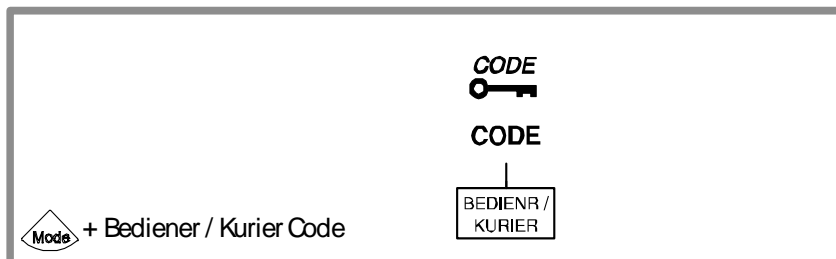 CODE
CODE
BEDIENR /
KURIER
Mode + Bediener / Kurier Code